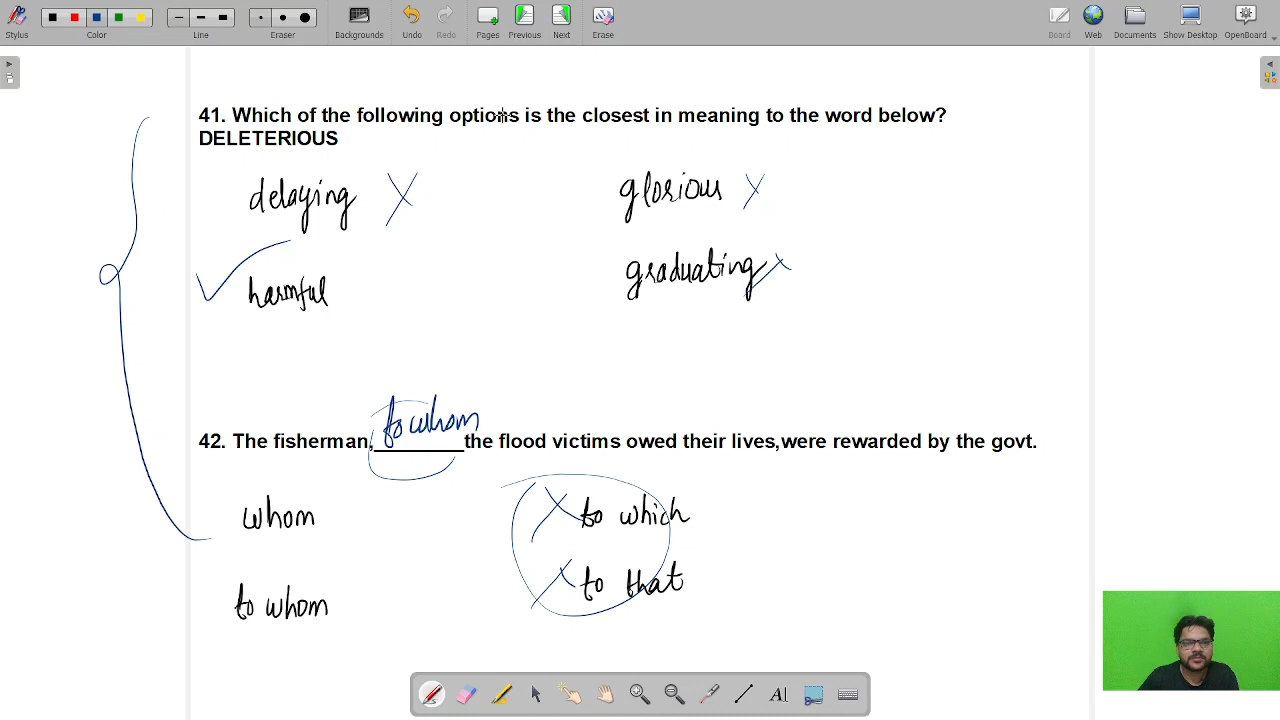 Stylus
Color
Line
Eraser
Backgrounds
Undo
Redo
Pages
Previous
Next
Erase
Board
Web
Documents
Show Desktop
OpenBoard
41. Which of the following options is the closest in meaning to the word below?
DELETERIOUS
delaying
glorious
harmful
graduating
to whom
42. The fisherman,________the flood victims owed their lives,were rewarded by the govt.
whom
to which
to whom
to that